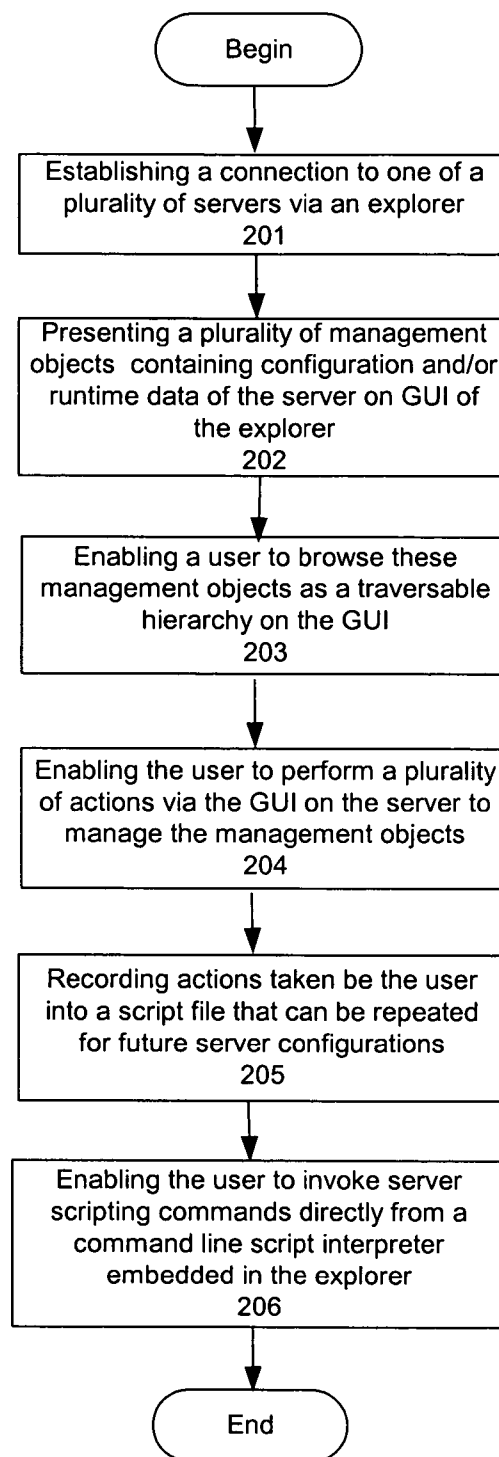 Begin
Establishing a connection to one of a
plurality of servers via an explorer
201
Presenting a plurality of management
objects containing configuration and/or
runtime data of the server on GUI of
the explorer
202
Enabling a user to browse these
management objects as a traversable
hierarchy on the GUI
203
Enabling the user to perform a plurality
of actions via the GUI on the server to
manage the management objects
204
Recording actions taken be the user
into a script file that can be repeated
for future server configurations
205
Enabling the user to invoke server
scripting commands directly from a
command line script interpreter
embedded in the explorer
206
End